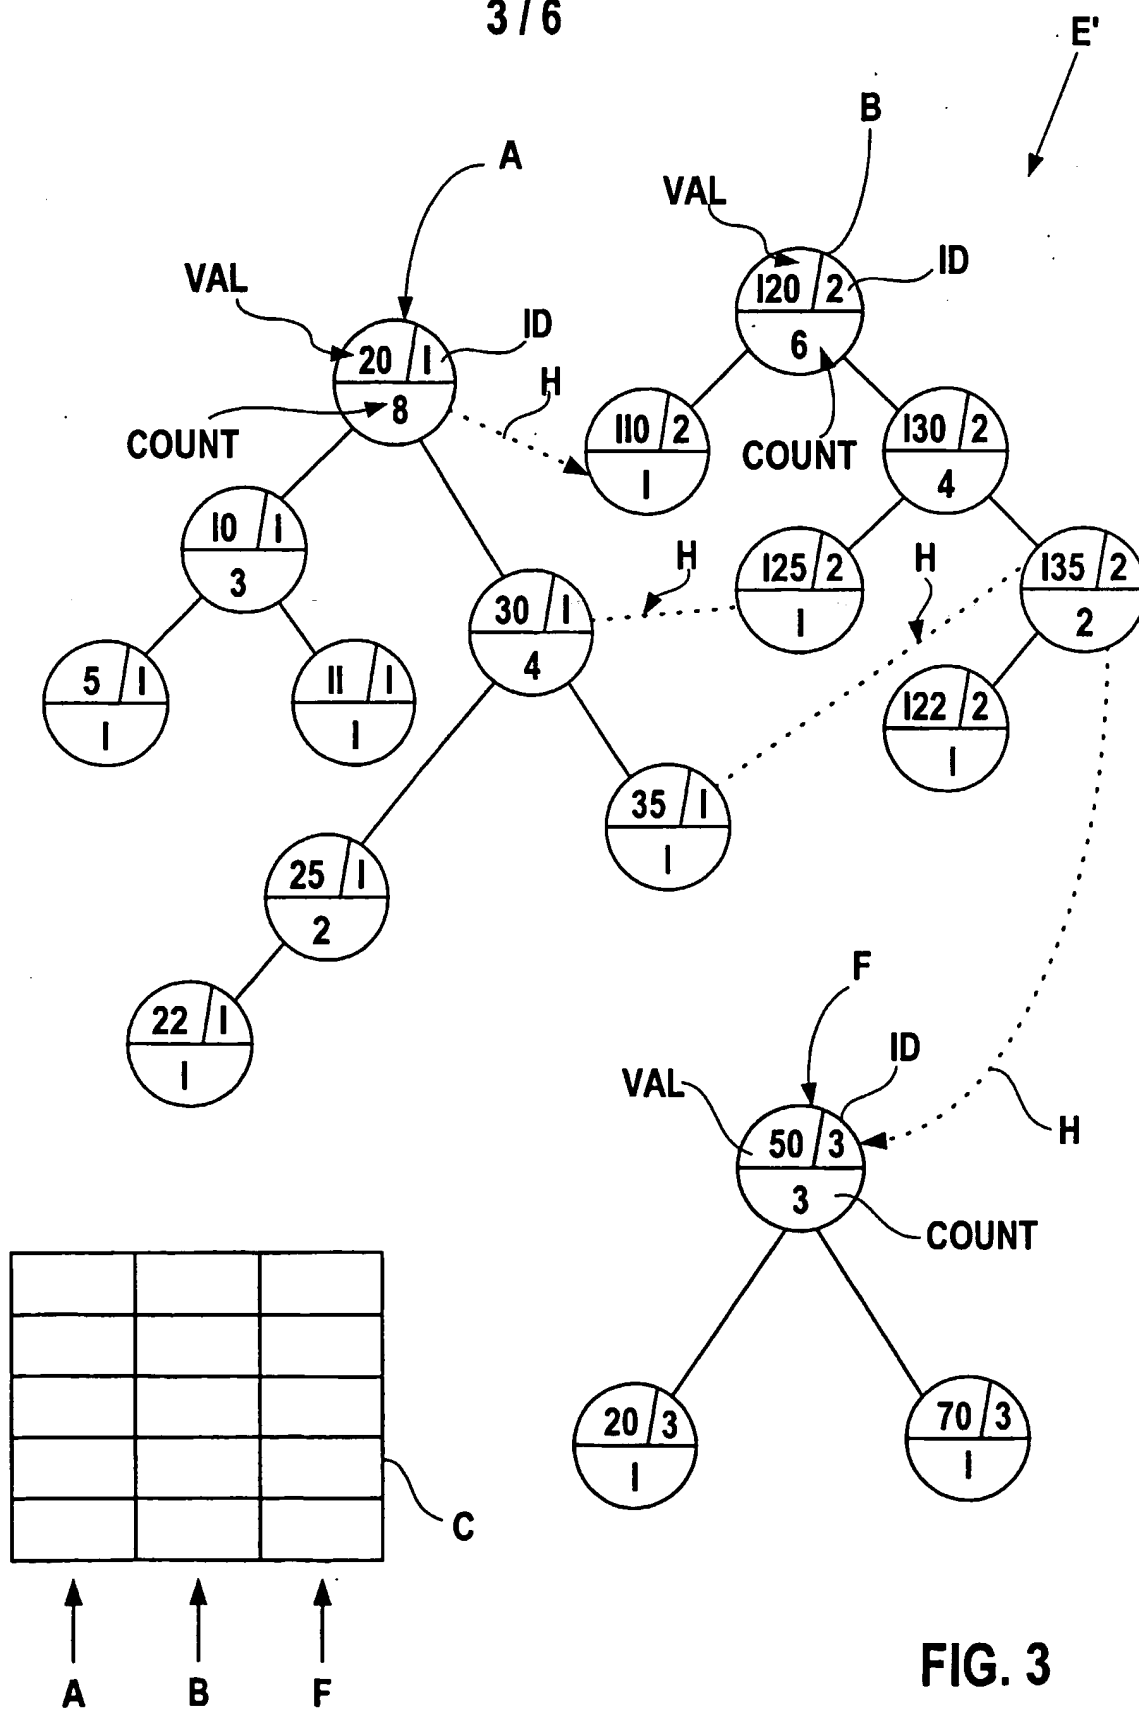 3 / 6
E'
B
A
VAL
VAL
ID
120 / 2
6
ID
20 / 1
8
H
COUNT
110 / 2
1
COUNT
130 / 2
4
10 / 1
3
H
125 / 2
1
H
135 / 2
2
30 / 1
4
5 / 1
1
11 / 1
1
122 / 2
1
35 / 1
1
25 / 1
2
22 / 1
1
F
ID
VAL
H
50 / 3
3
COUNT
20 / 3
1
70 / 3
1
C
A
B
F
FIG. 3